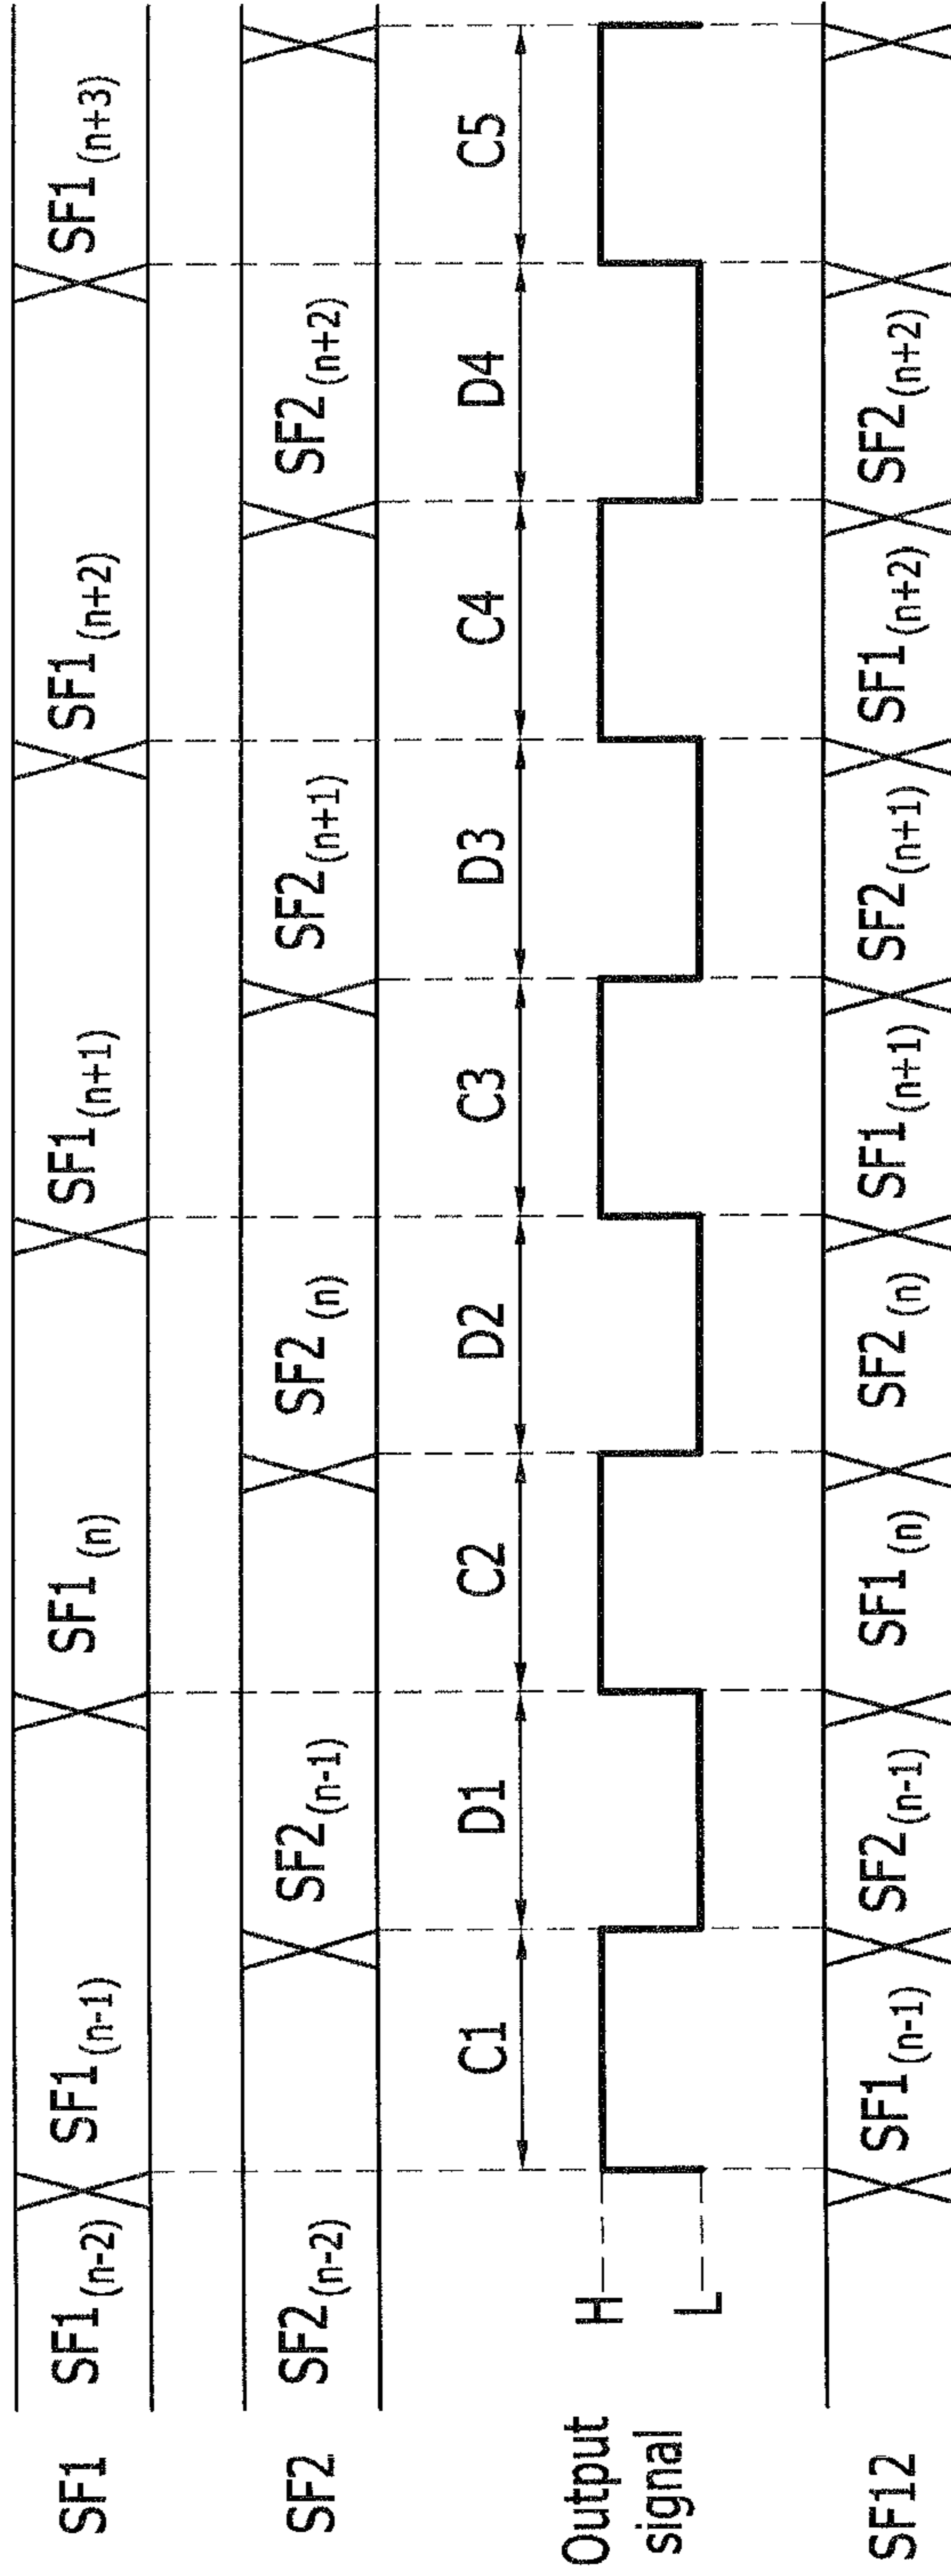 SF1 SF1(n-2) SF1(n-1) SF1(n) SF1(n+1) SF1(n+2) SF1(n+3)
SF2 SF2(n-2) SF2(n-1) SF2(n) SF2(n+1) SF2(n+2)
C1 D1 C2 D2 C3 D3 C4 D4 C5
Output
signal
H
L
SF12 SF1(n-1) SF2(n-1) SF1(n) SF2(n) SF1(n+1) SF2(n+1) SF1(n+2) SF2(n+2)